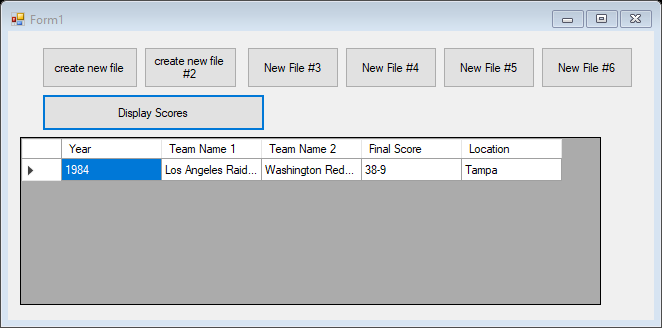 Form1
create new file
create new file
#2
New File #3
New File #4
New File #5
New File #6
Display Scores
Year Team Name 1 Team Name 2 Final Score Location
1984 Los Angeles Raid... Washington Red... 38-9 Tampa